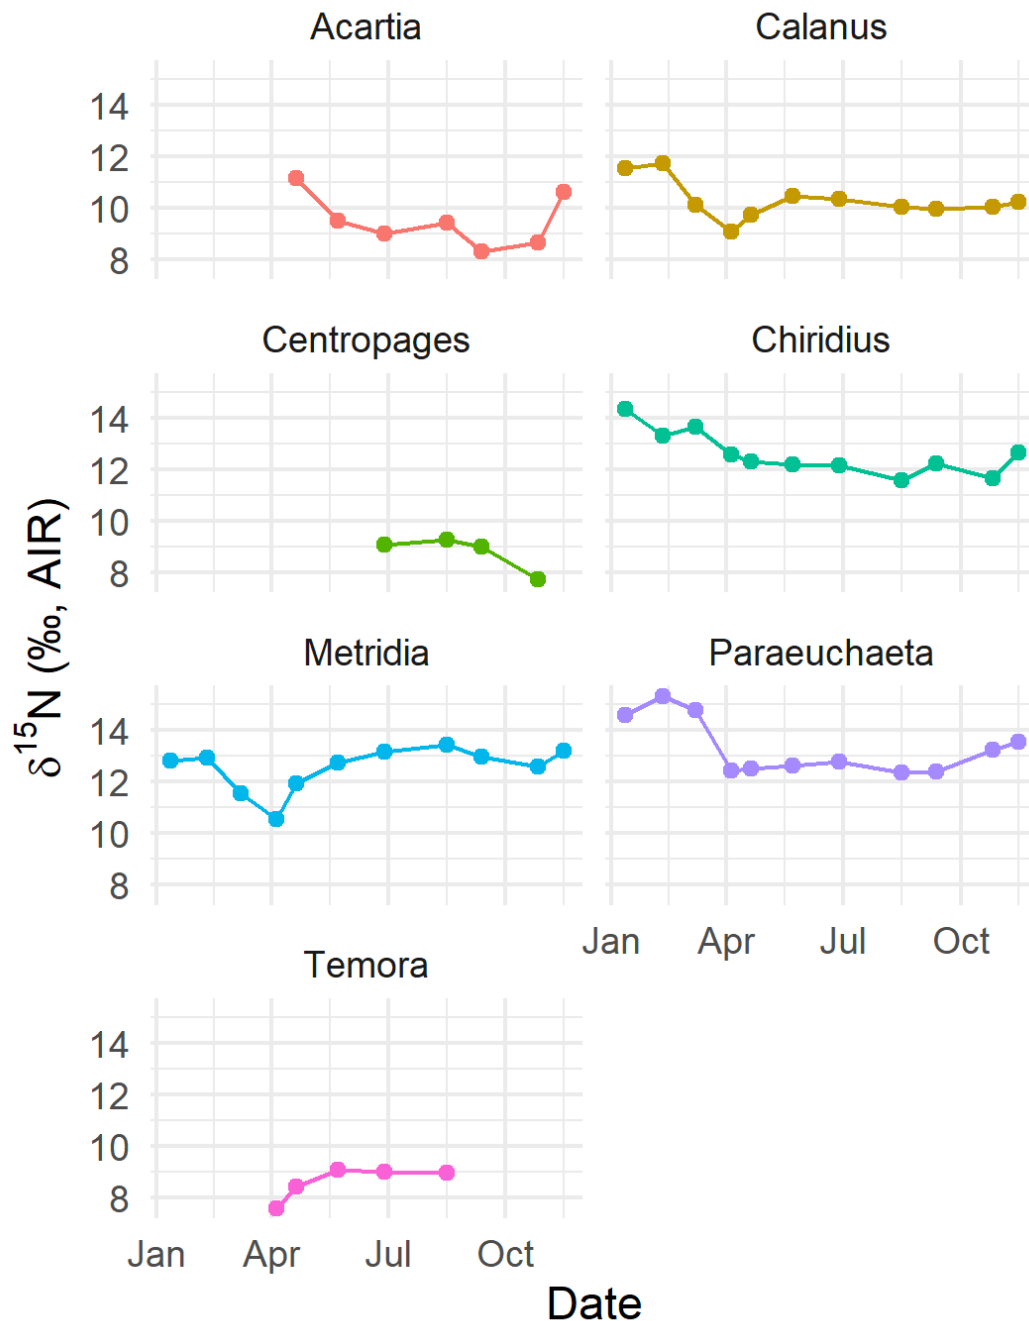 Acartia
Calanus
14
12
10
8
Centropages
Chiridius
14
12
10
8
δ¹⁵N (‰, AIR)
Metridia
Paraeuchaeta
14
12
10
8
Jan Apr Jul Oct
Temora
14
12
10
8
Jan Apr Jul Oct
Date